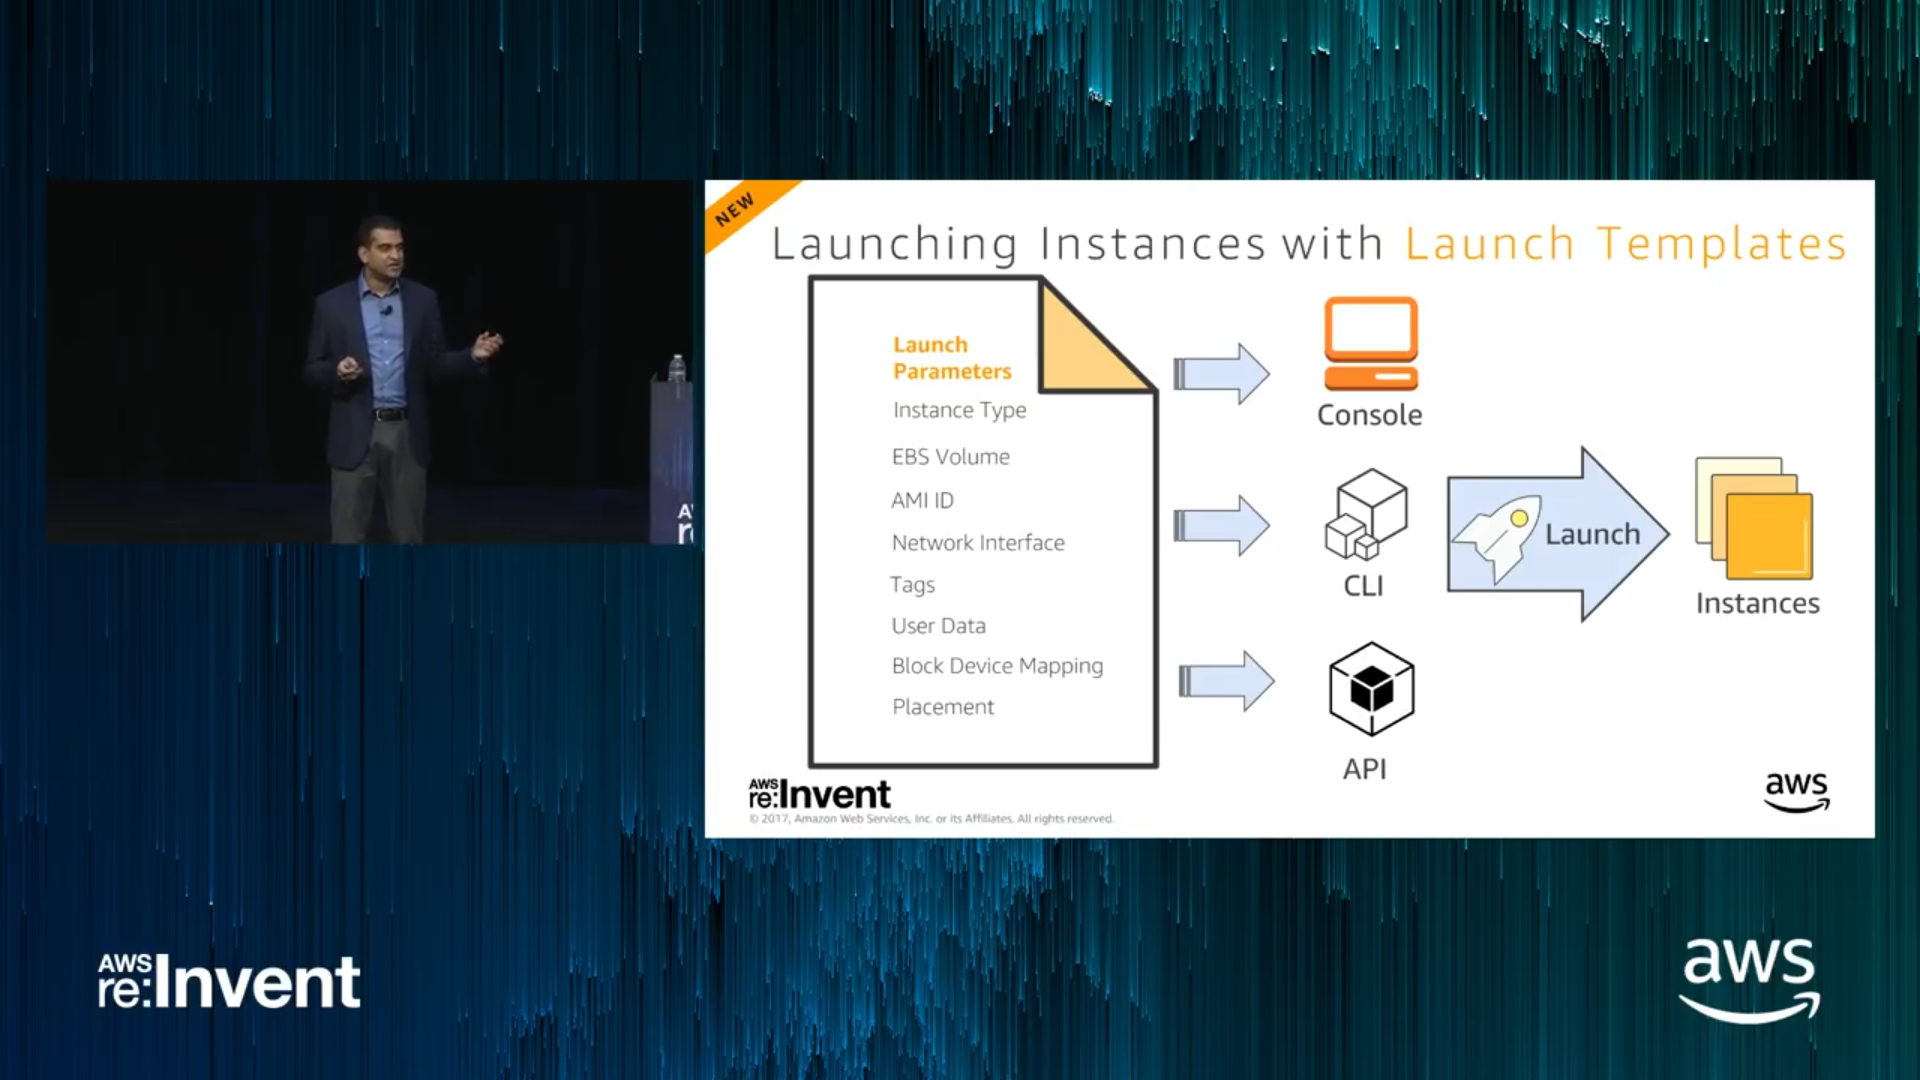 NEW
Launching Instances with Launch Templates
Launch
Parameters
Instance Type
EBS Volume
AMI ID
Network Interface
Tags
User Data
Block Device Mapping
Placement
Console
CLI
API
Launch
Instances
AWS
re:Invent
© 2017, Amazon Web Services, Inc. or its Affiliates. All rights reserved.
aws
A
r
AWS
re:Invent
aws